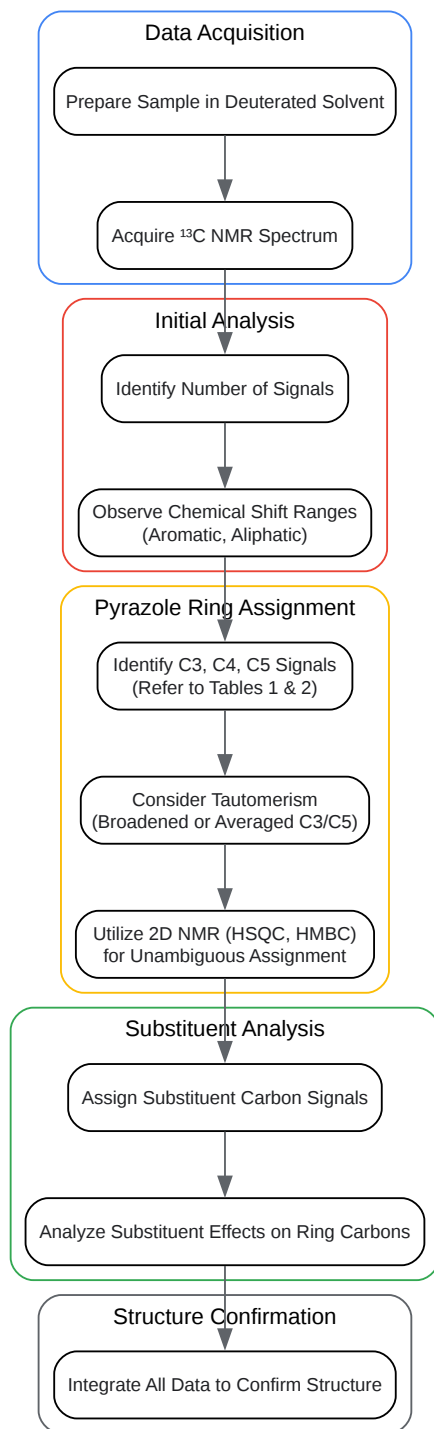 Data Acquisition
Prepare Sample in Deuterated Solvent
Acquire ¹³C NMR Spectrum
Initial Analysis
Identify Number of Signals
Observe Chemical Shift Ranges
(Aromatic, Aliphatic)
Pyrazole Ring Assignment
Identify C3, C4, C5 Signals
(Refer to Tables 1 & 2)
Consider Tautomerism
(Broadened or Averaged C3/C5)
Utilize 2D NMR (HSQC, HMBC)
for Unambiguous Assignment
Substituent Analysis
Assign Substituent Carbon Signals
Analyze Substituent Effects on Ring Carbons
Structure Confirmation
Integrate All Data to Confirm Structure